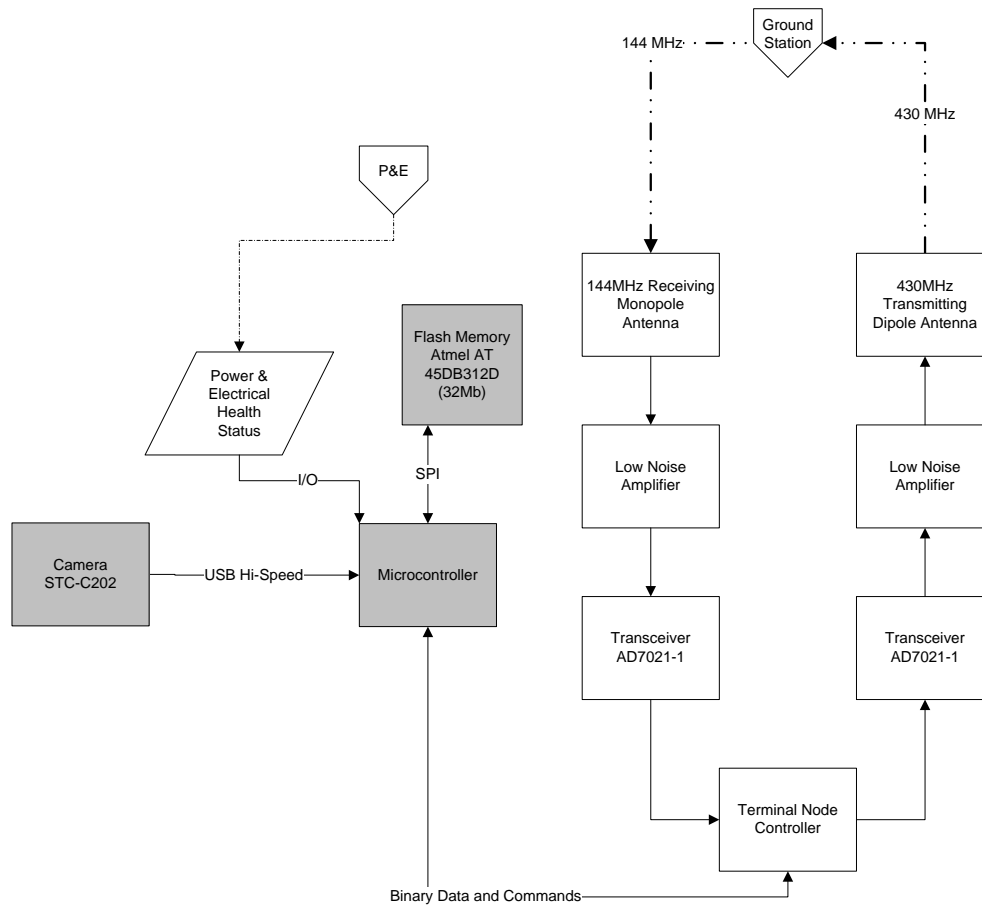 Ground
Station
144 MHz
430 MHz
P&E
144MHz Receiving
Monopole
Antenna
430MHz
Transmitting
Dipole Antenna
Flash Memory
Atmel AT
45DB312D
(32Mb)
Power &
Electrical
Health
Status
Low Noise
Amplifier
Low Noise
Amplifier
I/O
SPI
Camera
STC-C202
USB Hi-Speed
Microcontroller
Transceiver
AD7021-1
Transceiver
AD7021-1
Terminal Node
Controller
Binary Data and Commands